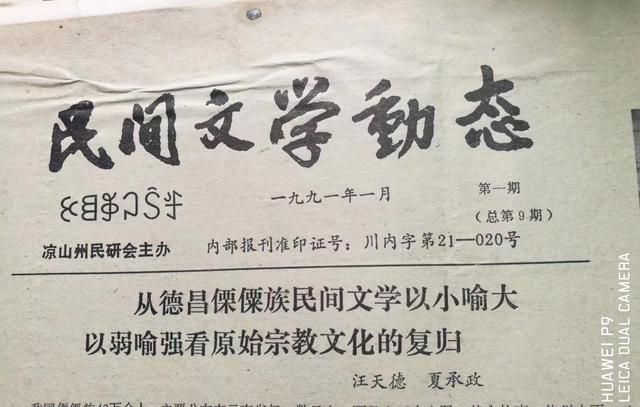 民间文学動态
一九九一年一月
第一期
（总第9期）
凉山州民研会主办
内部报刊准印证号：川内字第21—020号
从德昌傈僳族民间文学以小喻大
以弱喻强看原始宗教文化的复归
汪天德 夏承政
HUAWEI P9
LEICA DUAL CAMERA